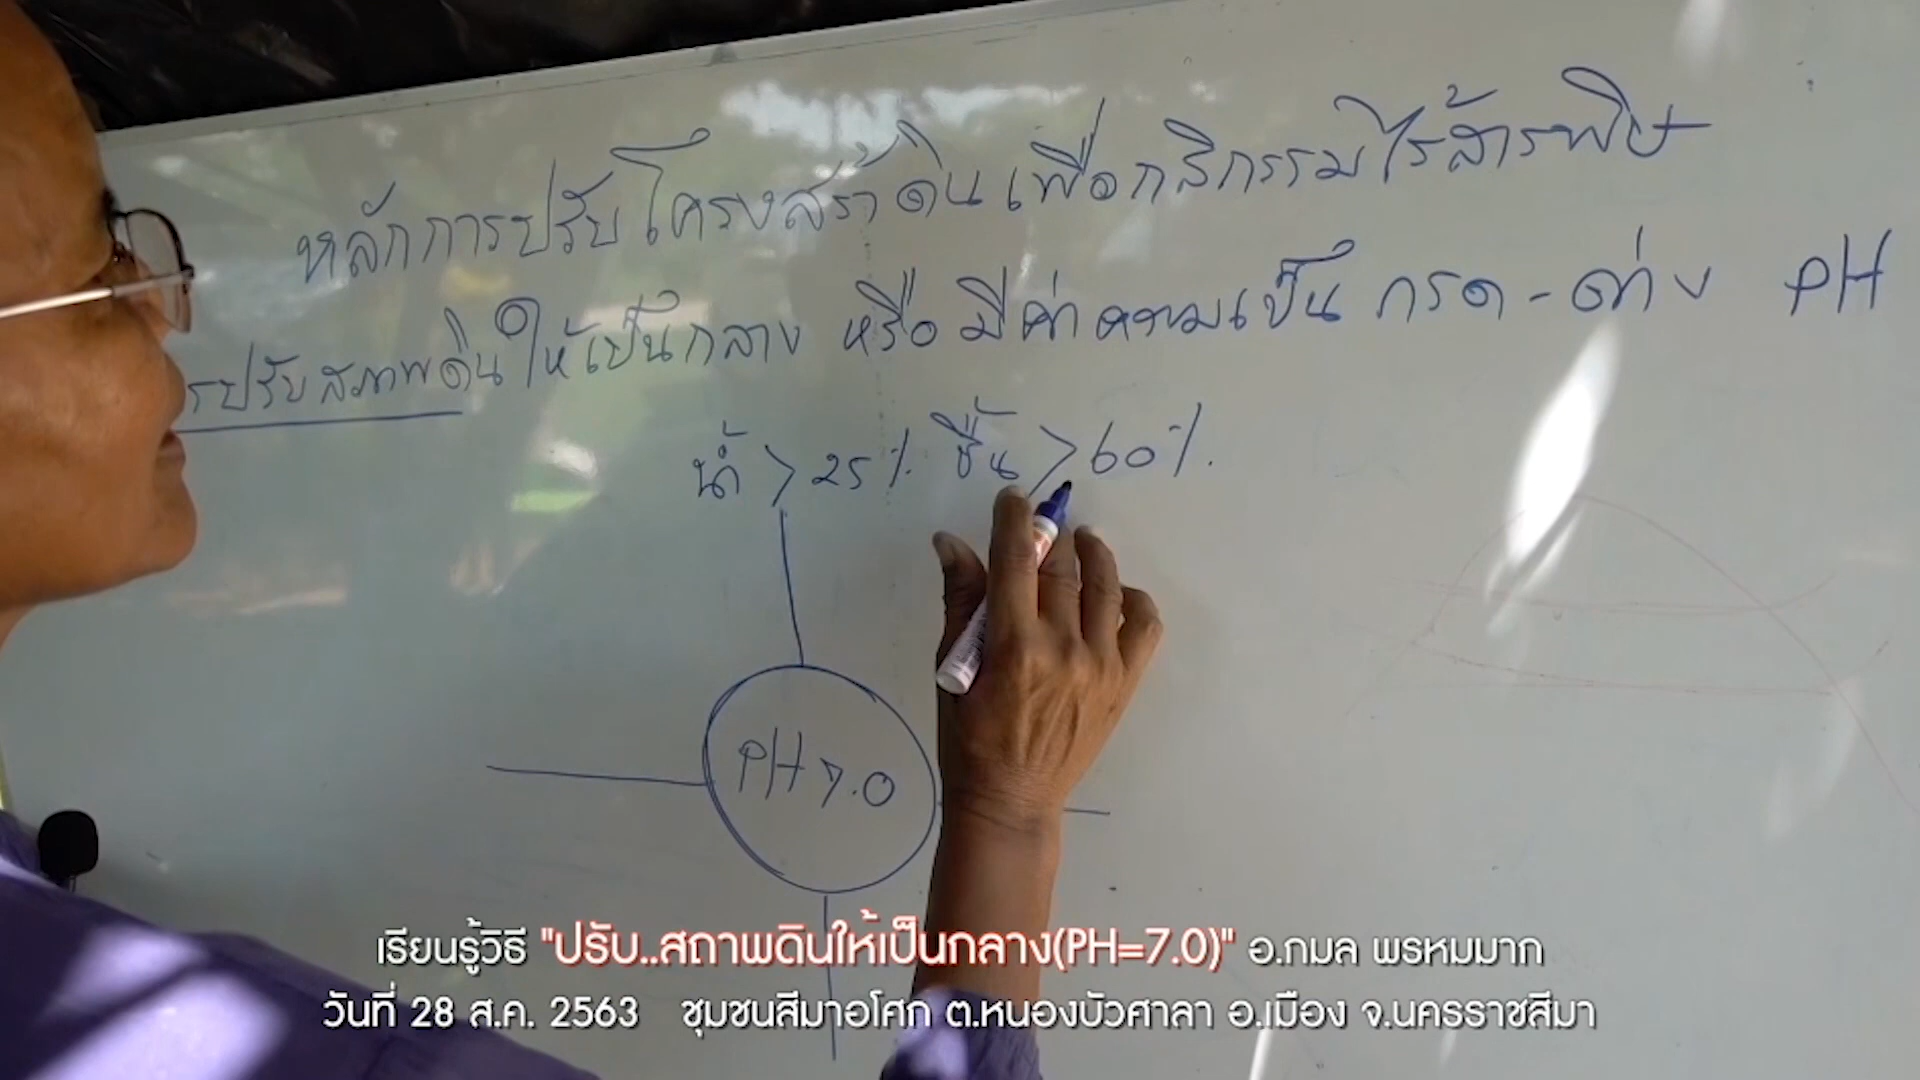 หลักการปรับโครงสร้าดินเพื่อกสิกรรมไร้สารพิษ
รปรับสภาพดินให้เป็นกลาง หรือ มีค่าความเป็น กรด - ด่าง PH
น้ำ > 25 % ชื้น > 60 %
PH 7.0
เรียนรู้วิธี "ปรับ..สถาพดินให้เป็นกลาง(PH=7.0)" อ.กมล พรหมมาก
วันที่ 28 ส.ค. 2563 ชุมชนสีมาอโศก ต.หนองบัวศาลา อ.เมือง จ.นครราชสีมา